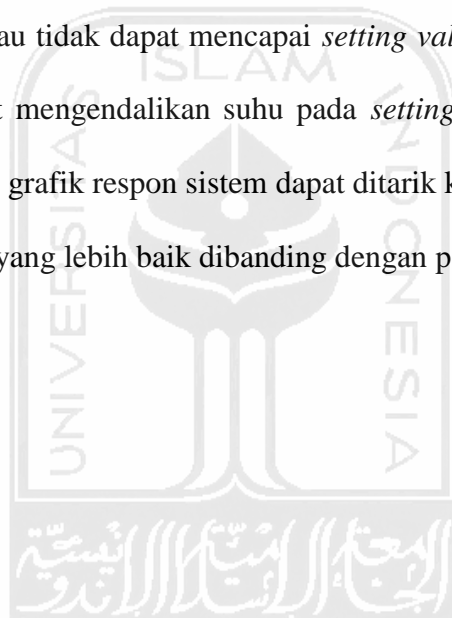 au tidak dapat mencapai setting val
mengendalikan suhu pada setting
grafik respon sistem dapat ditarik k
yang lebih baik dibanding dengan p
ISLAM
UNIVERSITAS
INDONESIA